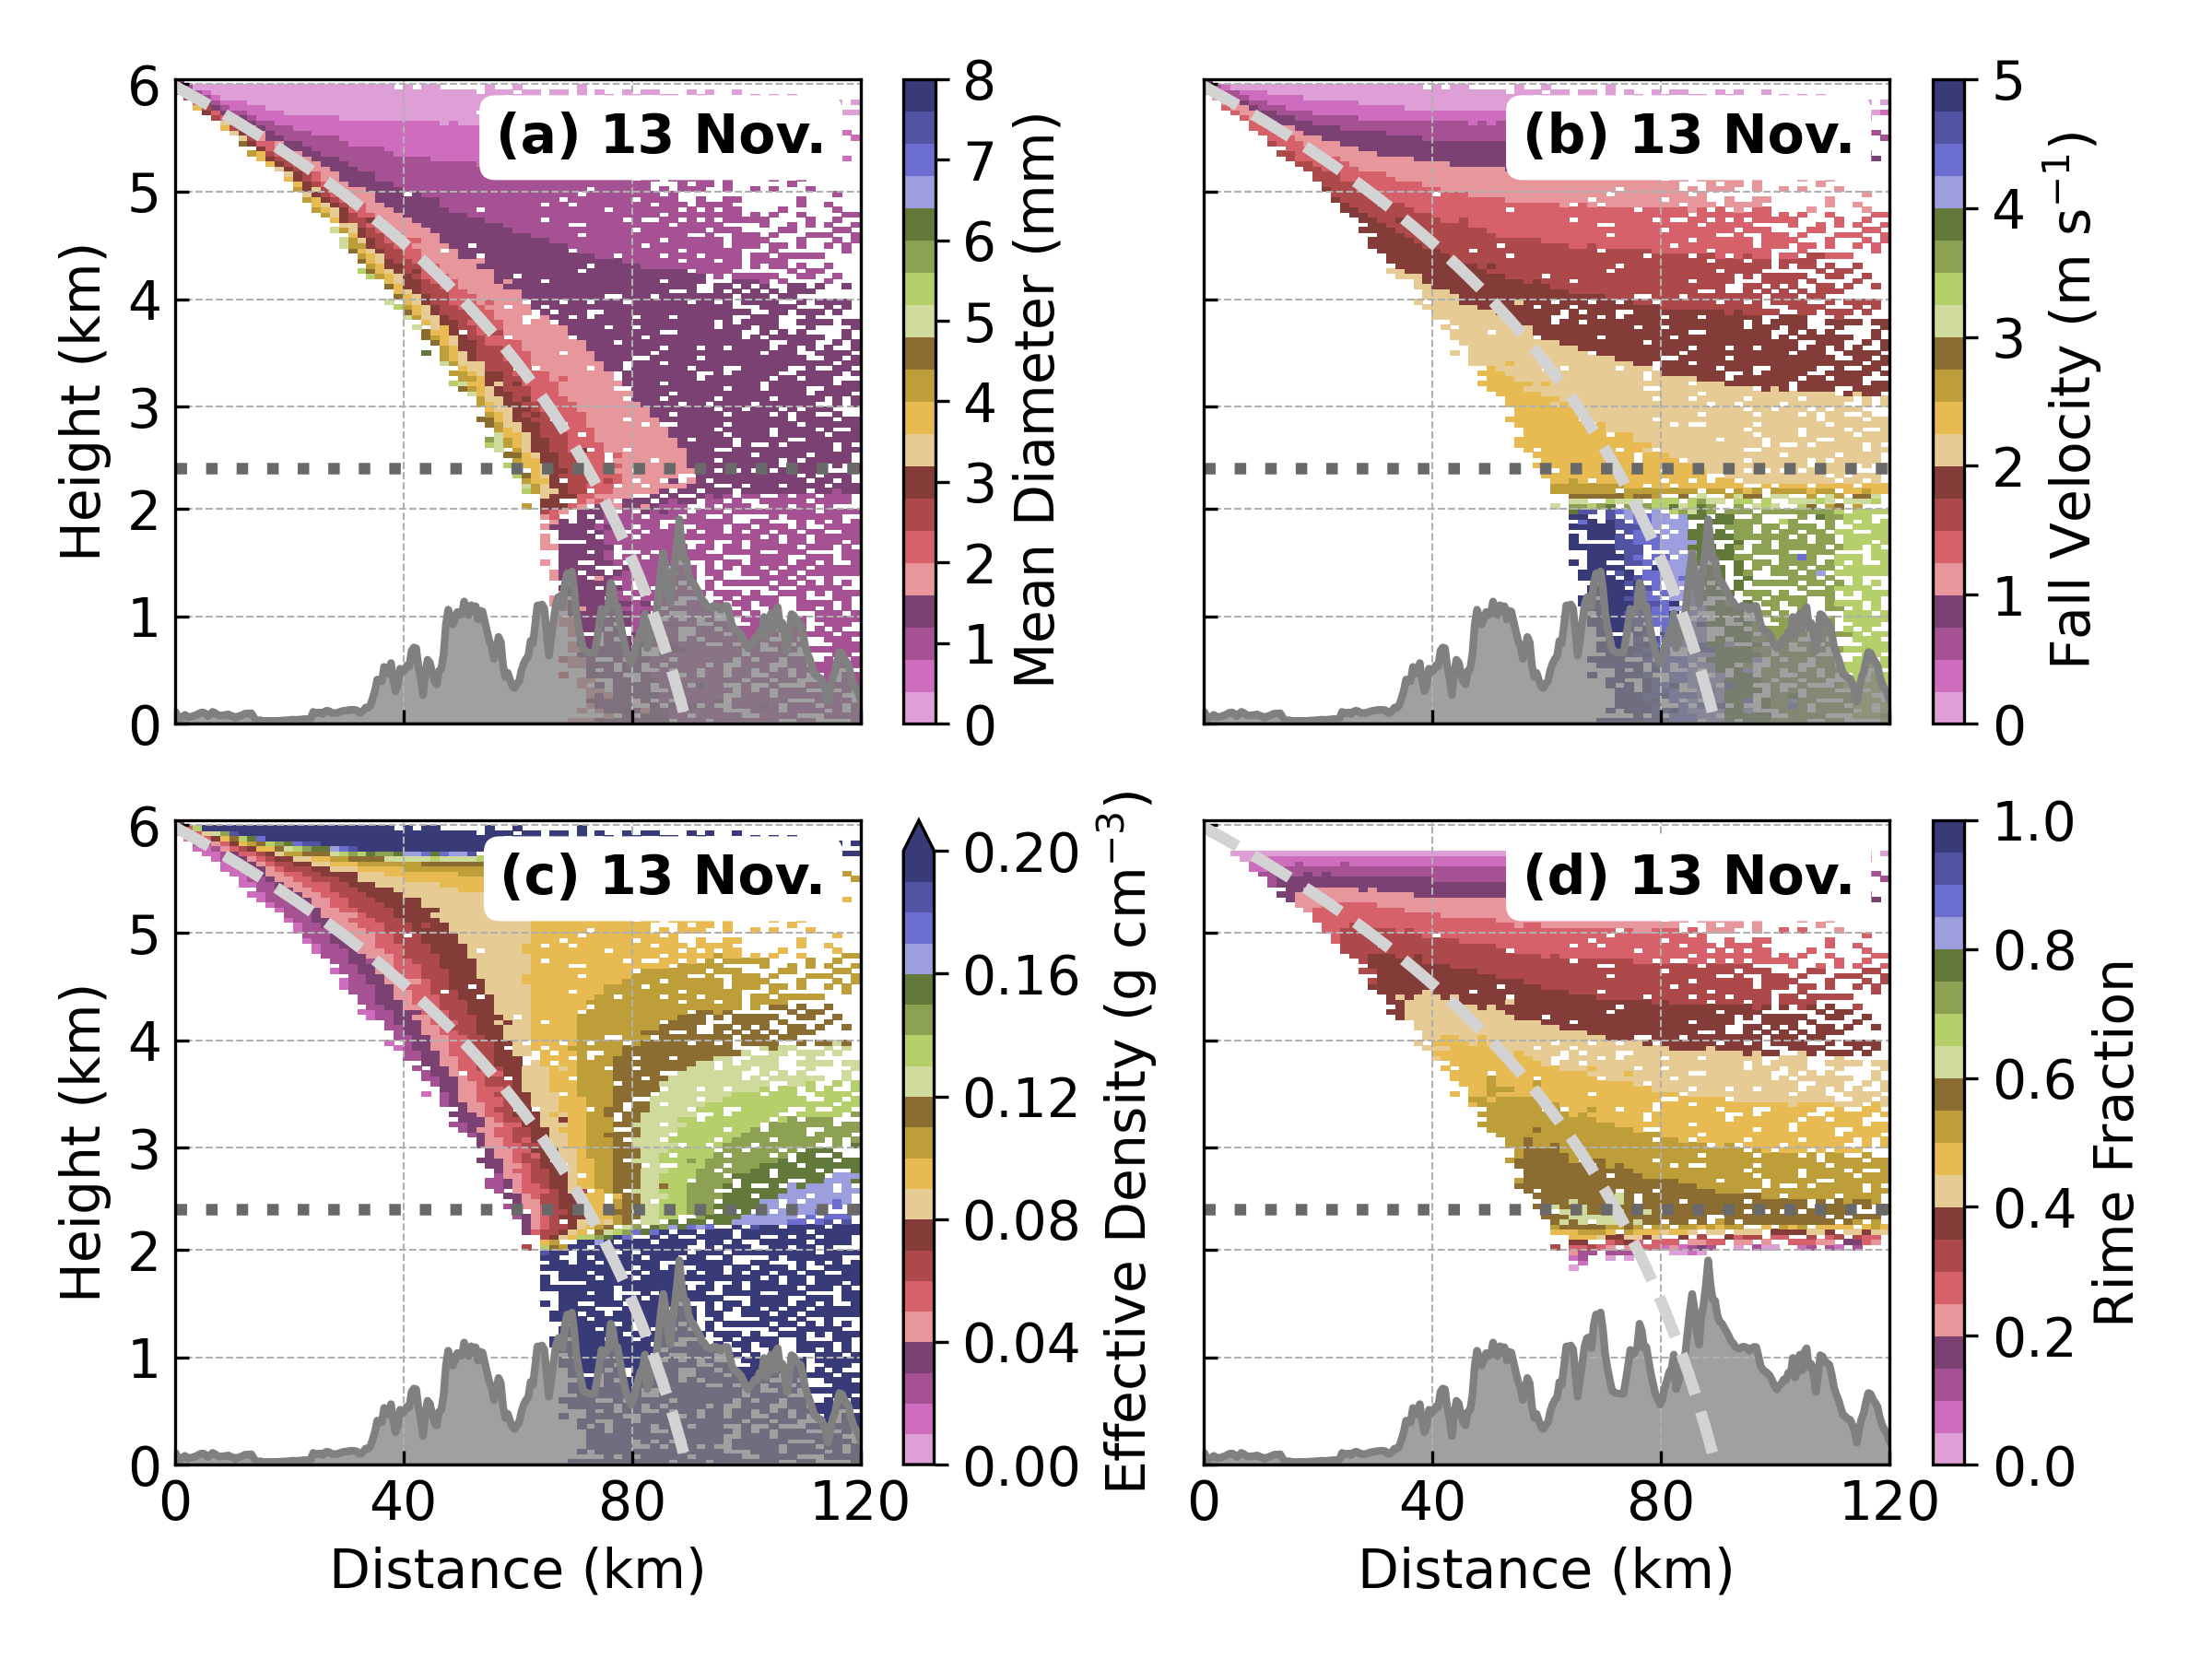 (a) 13 Nov.
6
5
4
3
2
1
0
Height (km)
8
7
6
5
4
3
2
1
0
Mean Diameter (mm)
(b) 13 Nov.
5
4
3
2
1
0
Fall Velocity (m s⁻¹)
(c) 13 Nov.
6
5
4
3
2
1
0
Height (km)
0 40 80 120
Distance (km)
0.20
0.16
0.12
0.08
0.04
0.00
Effective Density (g cm⁻³)
(d) 13 Nov.
0 40 80 120
Distance (km)
1.0
0.8
0.6
0.4
0.2
0.0
Rime Fraction